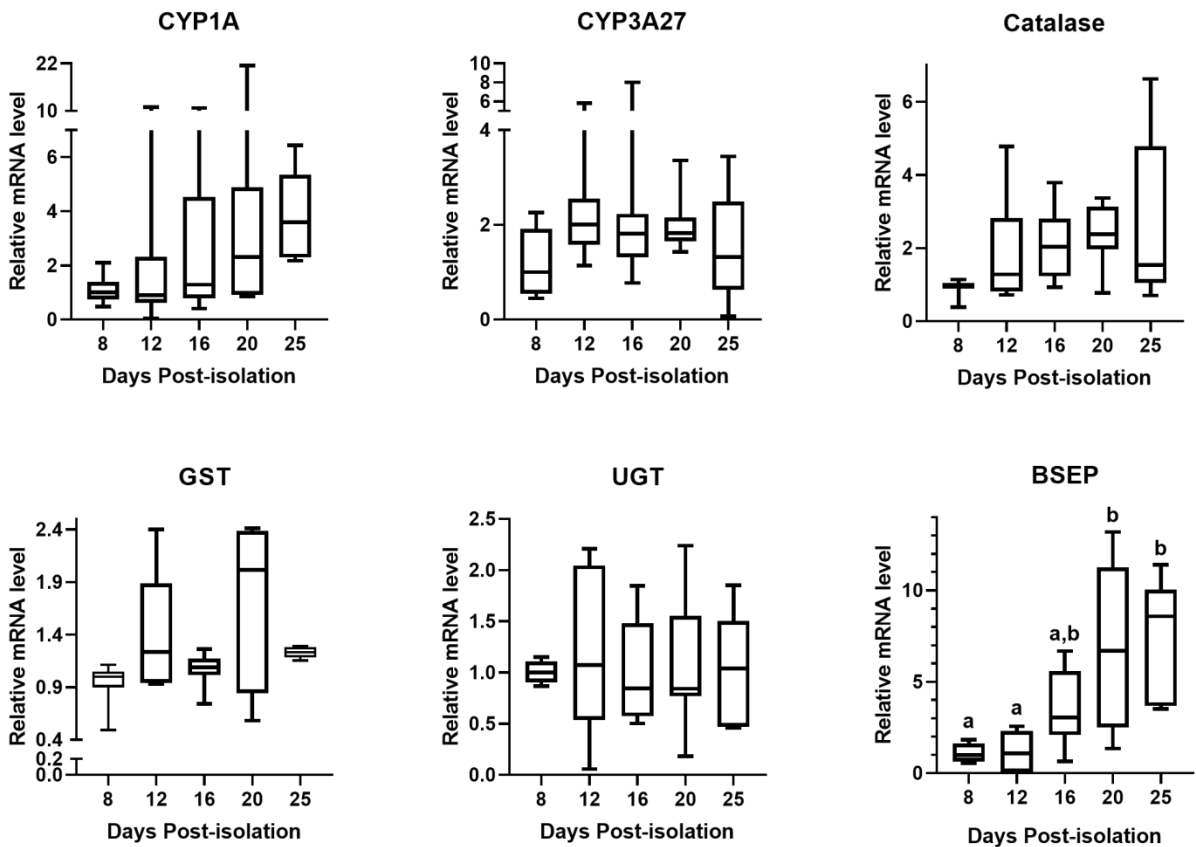 CYP1A
22
10
6
4
2
0
Relative mRNA level
8 12 16 20 25
Days Post-isolation
CYP3A27
10
8
6
4
2
0
Relative mRNA level
8 12 16 20 25
Days Post-isolation
Catalase
6
4
2
0
Relative mRNA level
8 12 16 20 25
Days Post-isolation
GST
2.4
1.9
1.4
0.9
0.4
0.2
0.0
Relative mRNA level
8 12 16 20 25
Days Post-isolation
UGT
2.5
2.0
1.5
1.0
0.5
0.0
Relative mRNA level
8 12 16 20 25
Days Post-isolation
BSEP
10
5
0
Relative mRNA level
a a a,b b b
8 12 16 20 25
Days Post-isolation